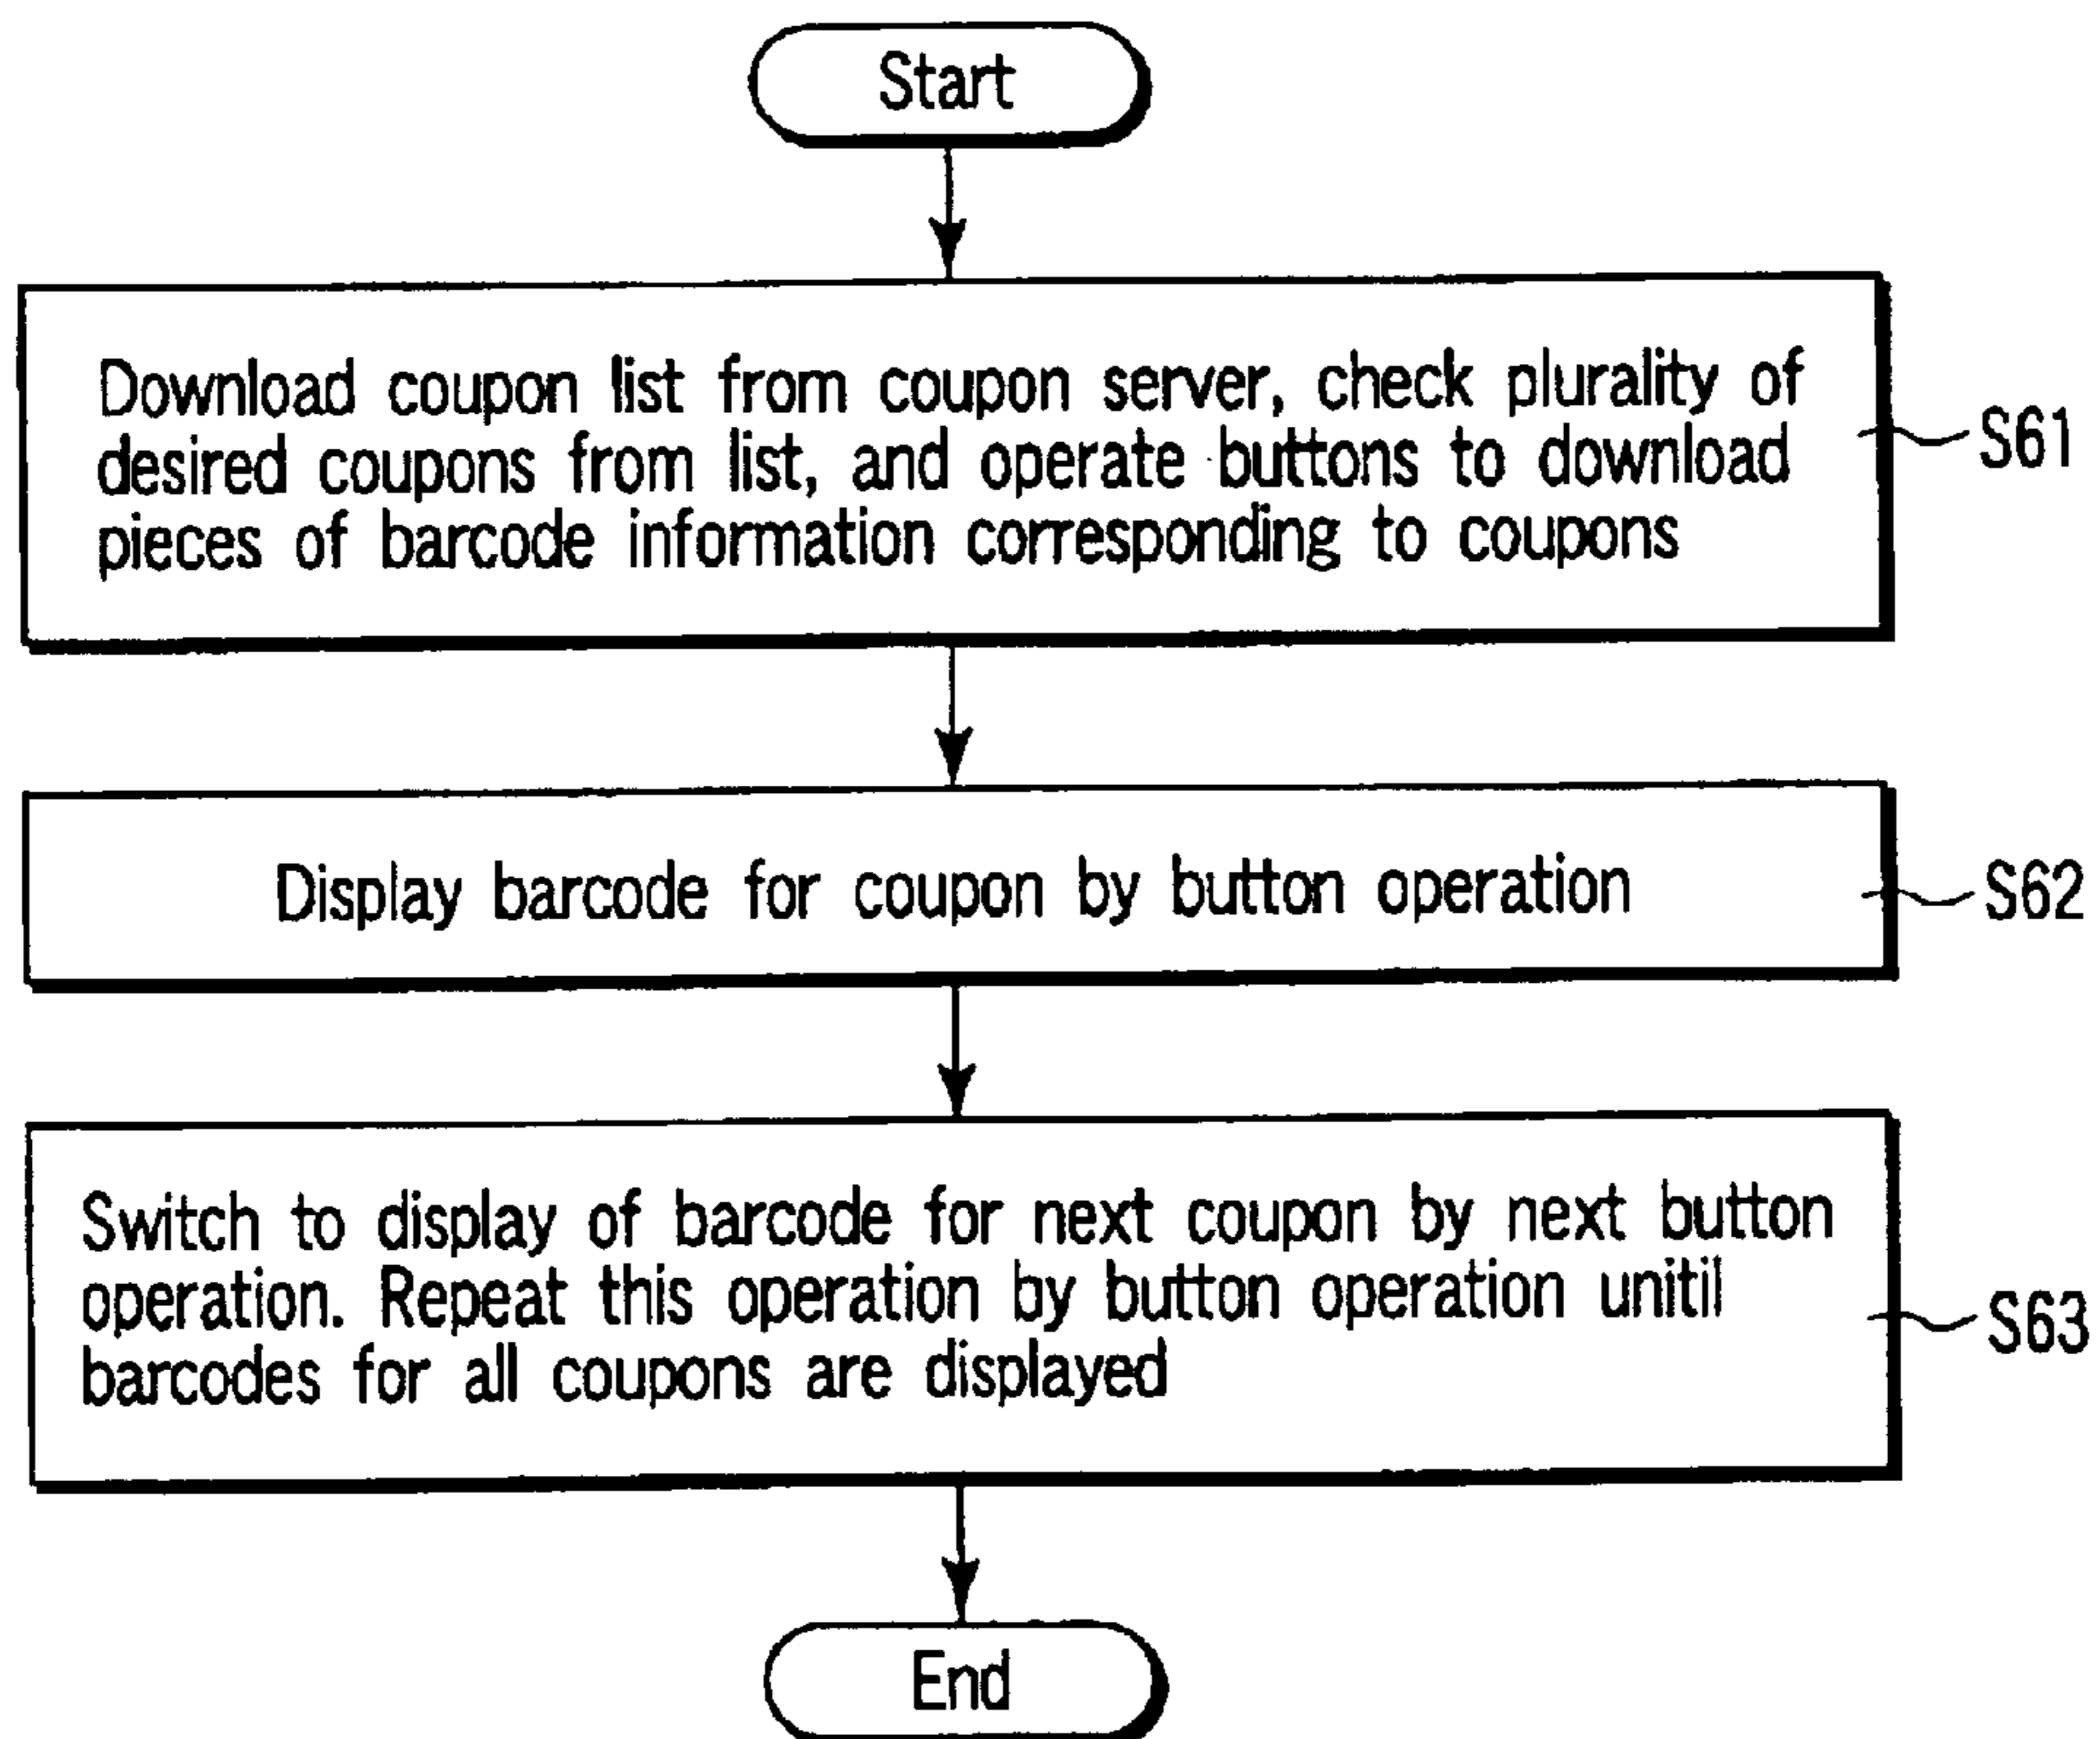 Start
Download coupon list from coupon server, check plurality of
desired coupons from list, and operate buttons to download
pieces of barcode information corresponding to coupons
S61
Display barcode for coupon by button operation
S62
Switch to display of barcode for next coupon by next button
operation. Repeat this operation by button operation unitil
barcodes for all coupons are displayed
S63
End